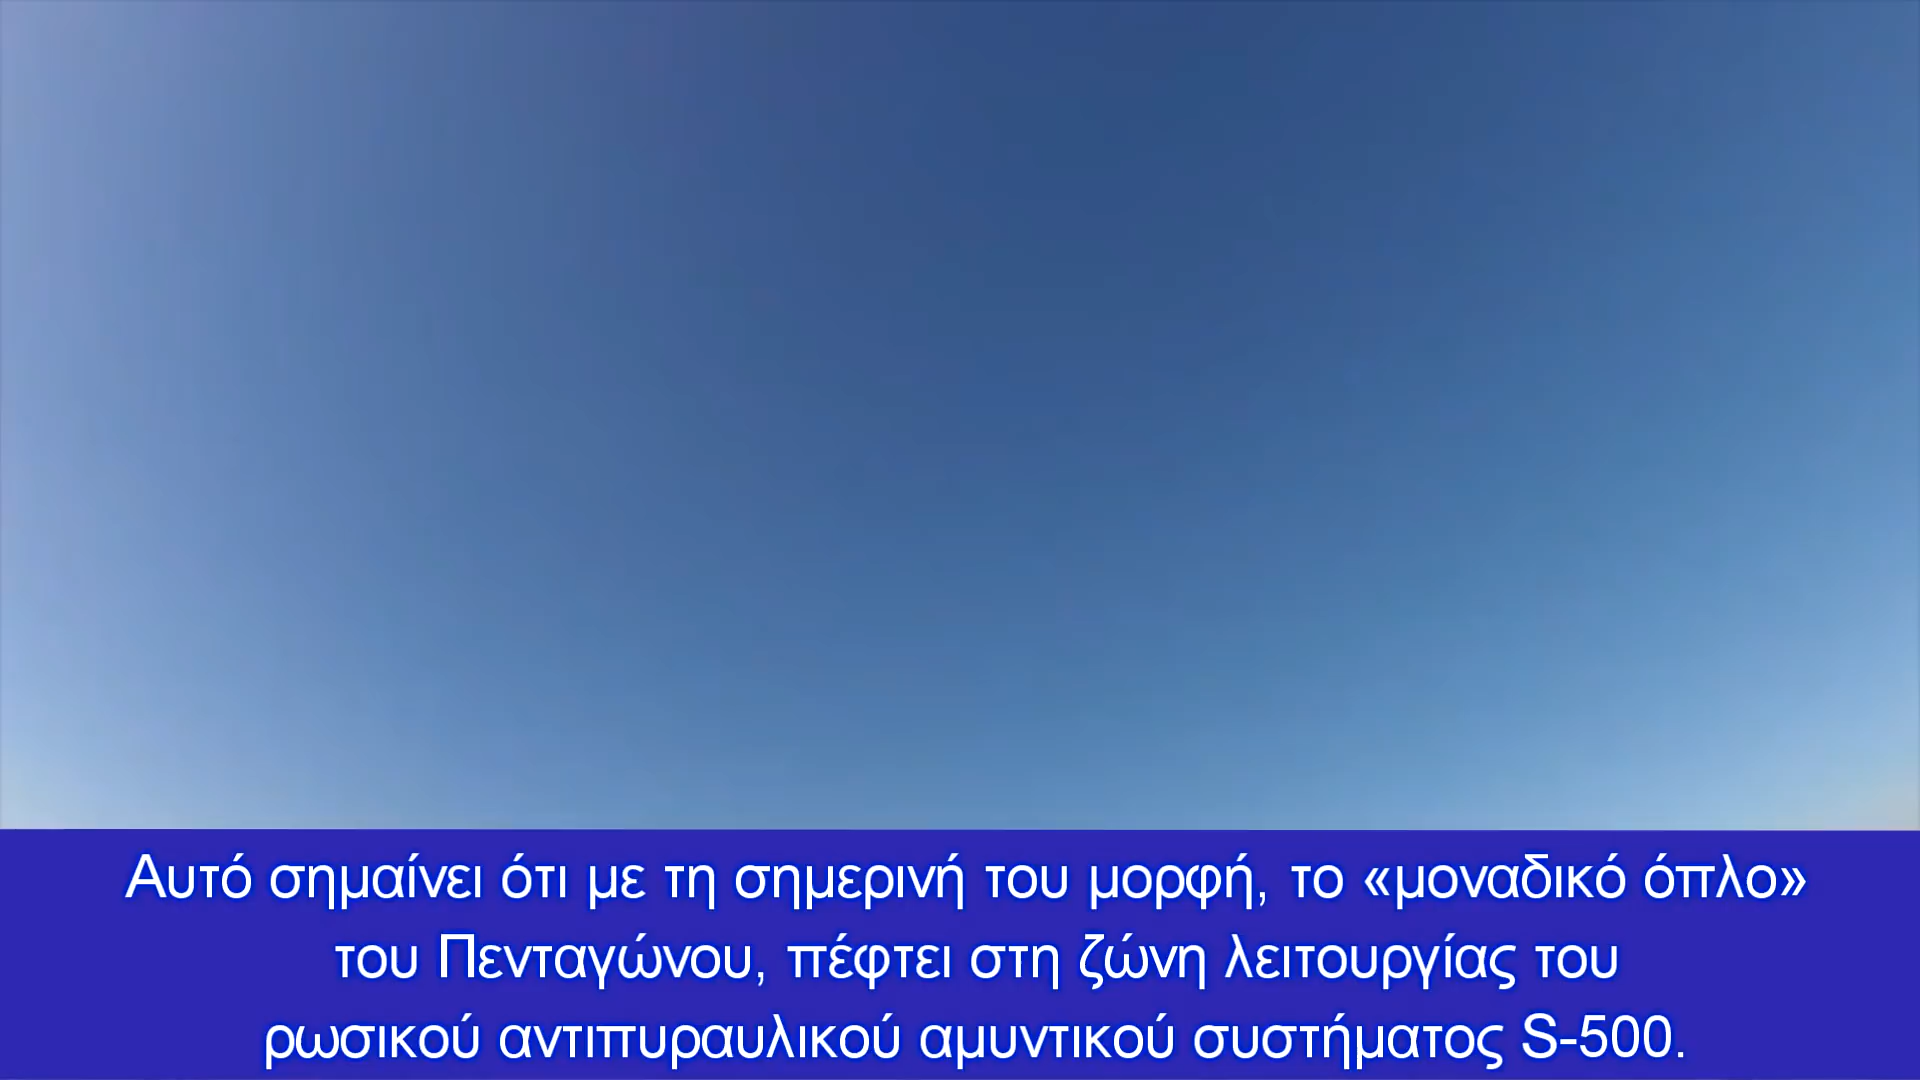 Αυτό σημαίνει ότι με τη σημερινή του μορφή, το «μοναδικό όπλο»
του Πενταγώνου, πέφτει στη ζώνη λειτουργίας του
ρωσικού αντιπυραυλικού αμυντικού συστήματος S-500.